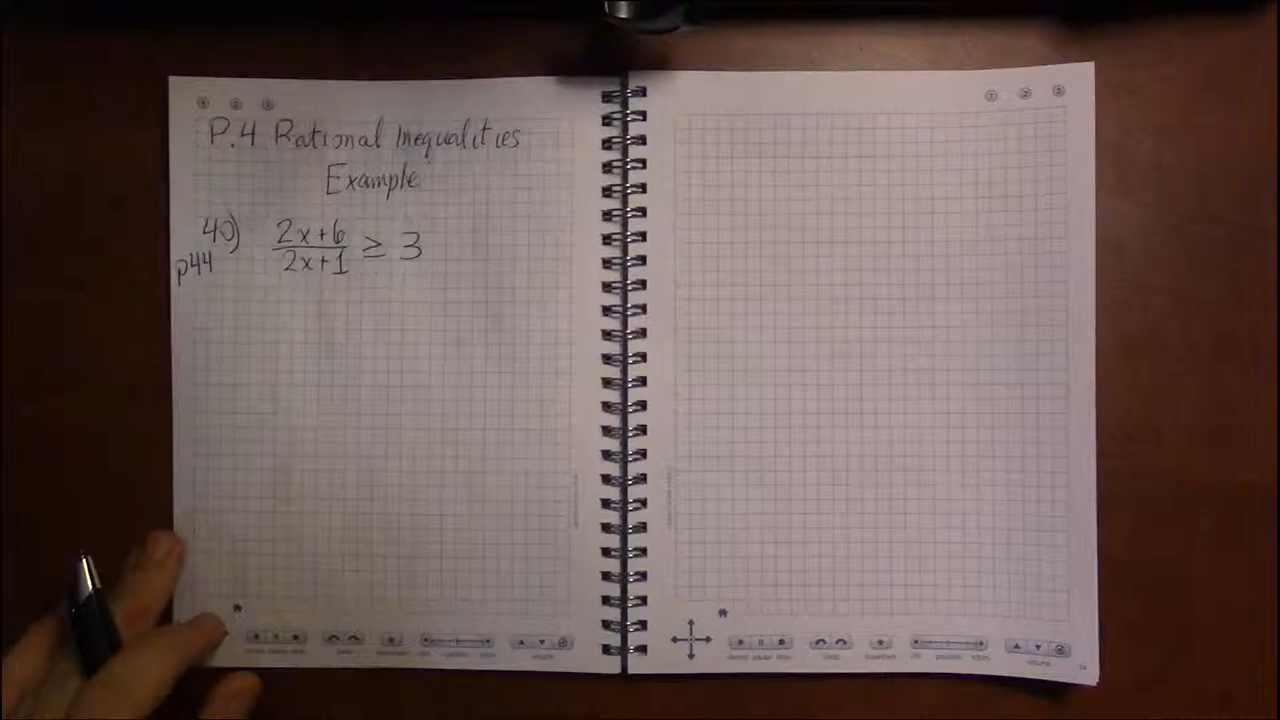 P.4 Rational Inequalities
Example
40) 2x+6 / 2x+1 ≥ 3
p44